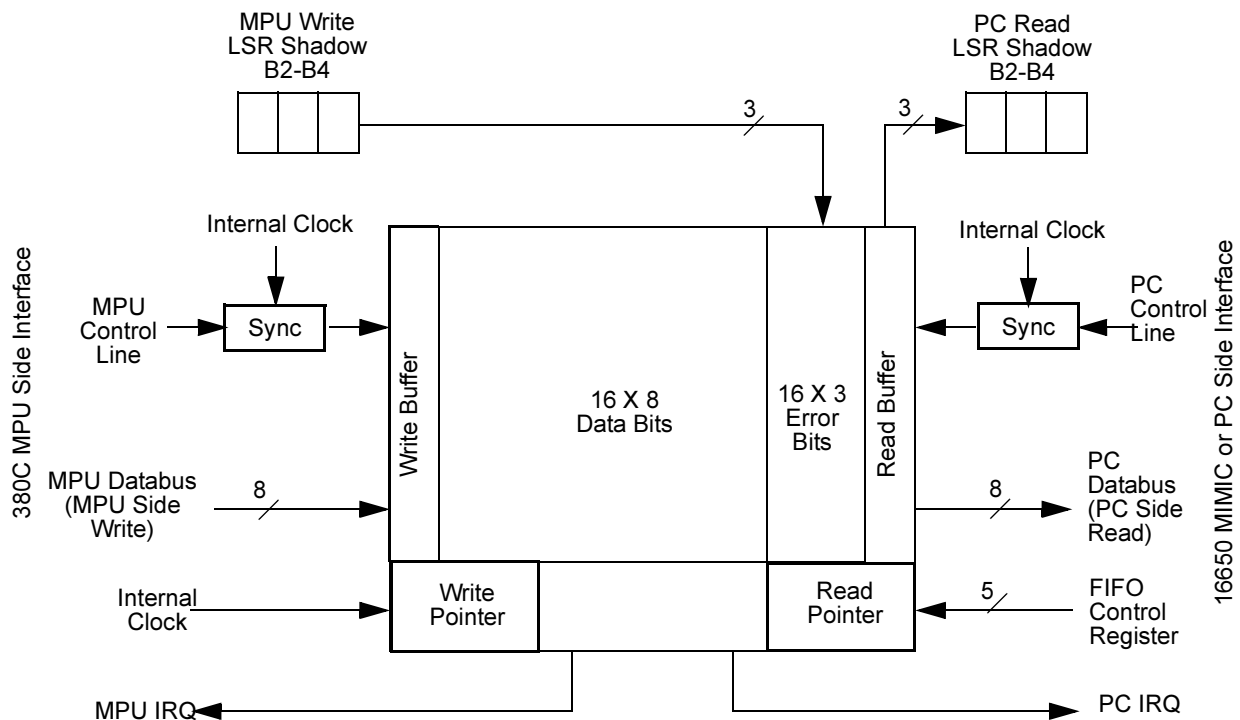 MPU Write
LSR Shadow
B2-B4
PC Read
LSR Shadow
B2-B4
3
3
Internal Clock
Internal Clock
380C MPU Side Interface
MPU
Control
Line
Sync
Write Buffer
16 X 8
Data Bits
16 X 3
Error
Bits
Read Buffer
Sync
PC
Control
Line
16650 MIMIC or PC Side Interface
MPU Databus
(MPU Side
Write)
8
8
PC
Databus
(PC Side
Read)
Internal
Clock
Write
Pointer
Read
Pointer
5
FIFO
Control
Register
MPU IRQ
PC IRQ